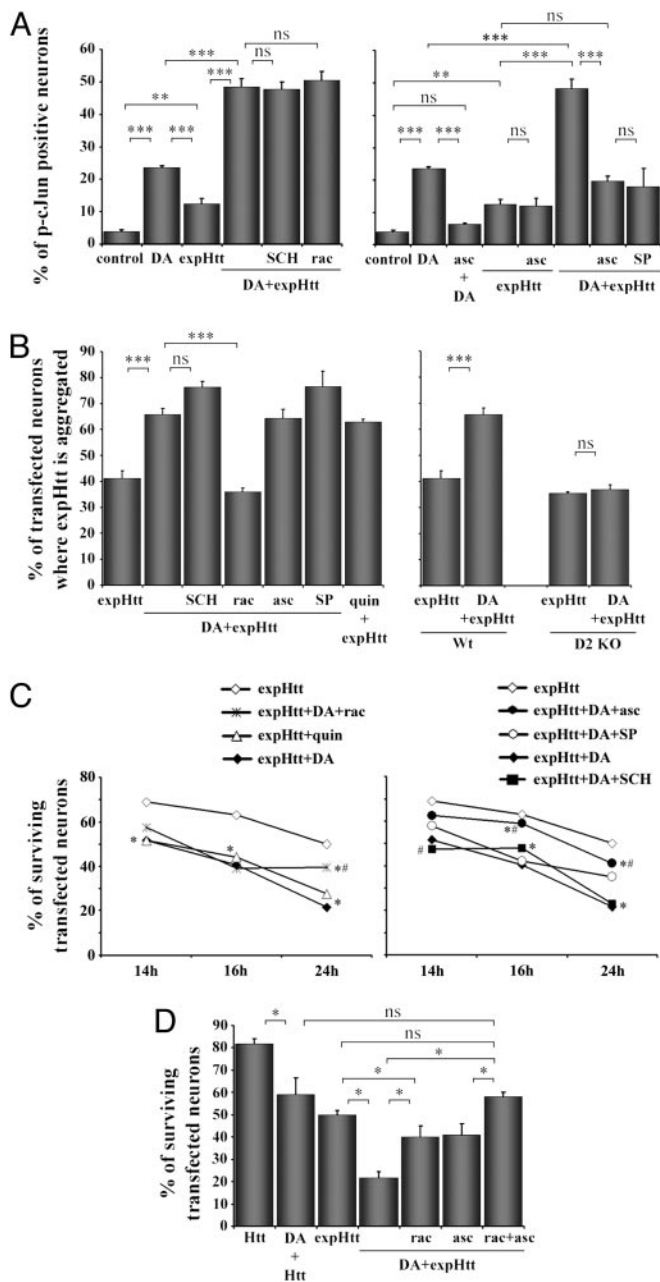 A
% of p-cJun positive neurons
60
50
40
30
20
10
0
ns
*** ns
** ***
*** ***
control DA expHtt SCH rac
DA+expHtt
ns
***
** *** ***
ns
*** *** ns ns
control DA asc + DA asc asc SP
expHtt DA+expHtt
B
% of transfected neurons
where expHtt is aggregated
90
80
70
60
50
40
30
20
10
0
***
*** ns
expHtt SCH rac asc SP quin + expHtt
DA+expHtt
***
ns
expHtt DA +expHtt expHtt DA +expHtt
Wt D2 KO
C
% of surviving
transfected neurons
80
60
40
20
0
expHtt
expHtt+DA+rac
expHtt+quin
expHtt+DA
* * *# *
14h 16h 24h
expHtt
expHtt+DA+asc
expHtt+DA+SP
expHtt+DA
expHtt+DA+SCH
# *# * *# *
14h 16h 24h
D
% of surviving
transfected neurons
90
80
70
60
50
40
30
20
10
0
* ns
ns
*
* *
* *
Htt DA + Htt expHtt rac asc rac+asc
DA+expHtt